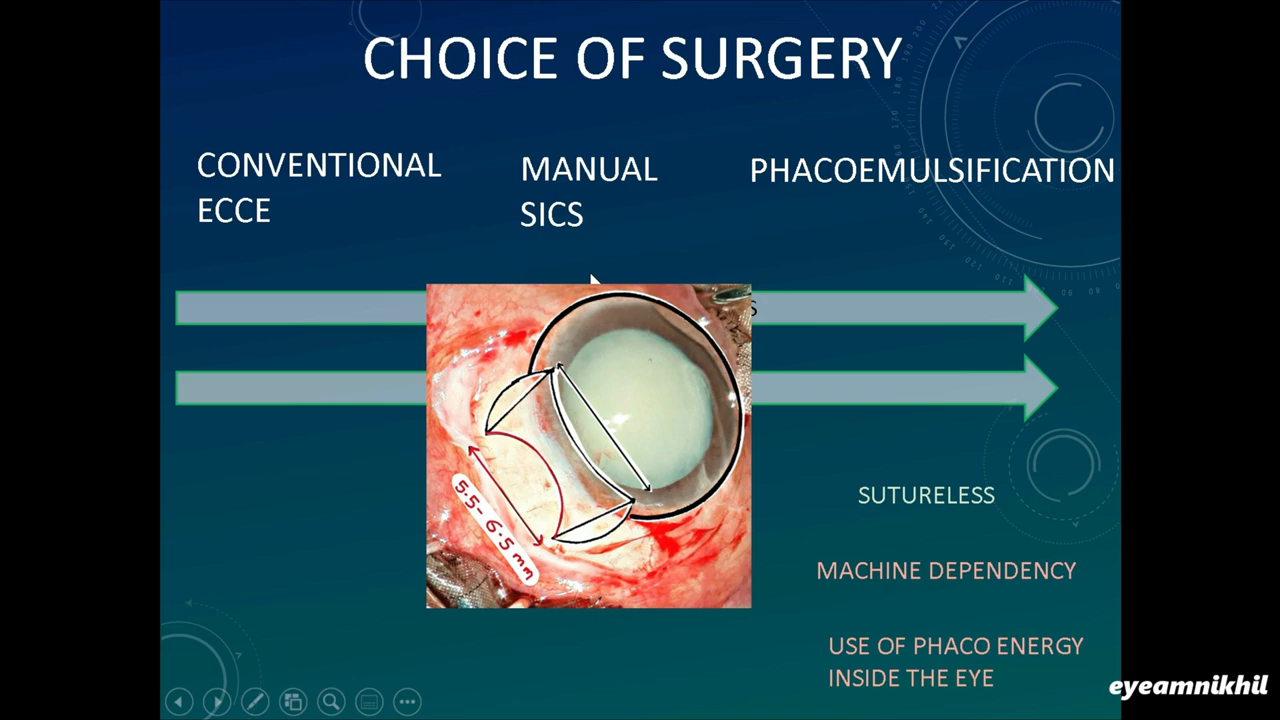 CHOICE OF SURGERY
CONVENTIONAL
ECCE
MANUAL
SICS
PHACOEMULSIFICATION
5.5-6.5 mm
SUTURELESS
MACHINE DEPENDENCY
USE OF PHACO ENERGY
INSIDE THE EYE
eyeamnikhil